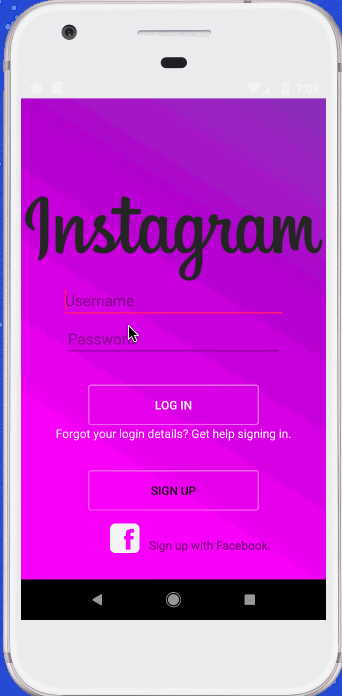 7:09
Instagram
Username
Password
LOG IN
Forgot your login details? Get help signing in.
SIGN UP
f Sign up with Facebook.